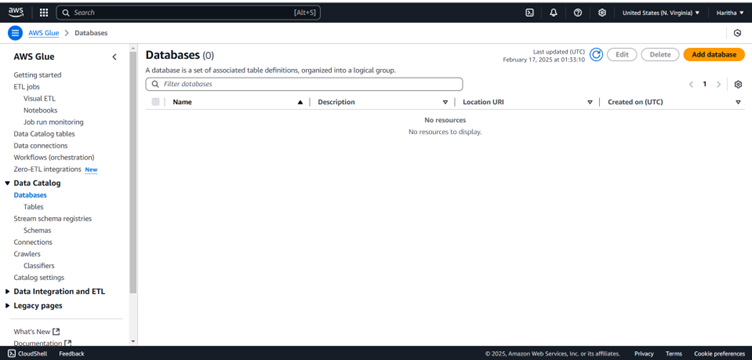 aws
Search [Alt+S]
United States (N. Virginia)
Haritha
AWS Glue > Databases
AWS Glue
Getting started
ETL jobs
Visual ETL
Notebooks
Job run monitoring
Data Catalog tables
Data connections
Workflows (orchestration)
Zero-ETL integrations New
Data Catalog
Databases
Tables
Stream schema registries
Schemas
Connections
Crawlers
Classifiers
Catalog settings
Data Integration and ETL
Legacy pages
What's New
Documentation
Databases (0)
Last updated (UTC)
February 17, 2025 at 01:33:10
Edit
Delete
Add database
A database is a set of associated table definitions, organized into a logical group.
Filter databases
1
Name Description Location URI Created on (UTC)
No resources
No resources to display.
CloudShell Feedback © 2025, Amazon Web Services, Inc. or its affiliates. Privacy Terms Cookie preferences